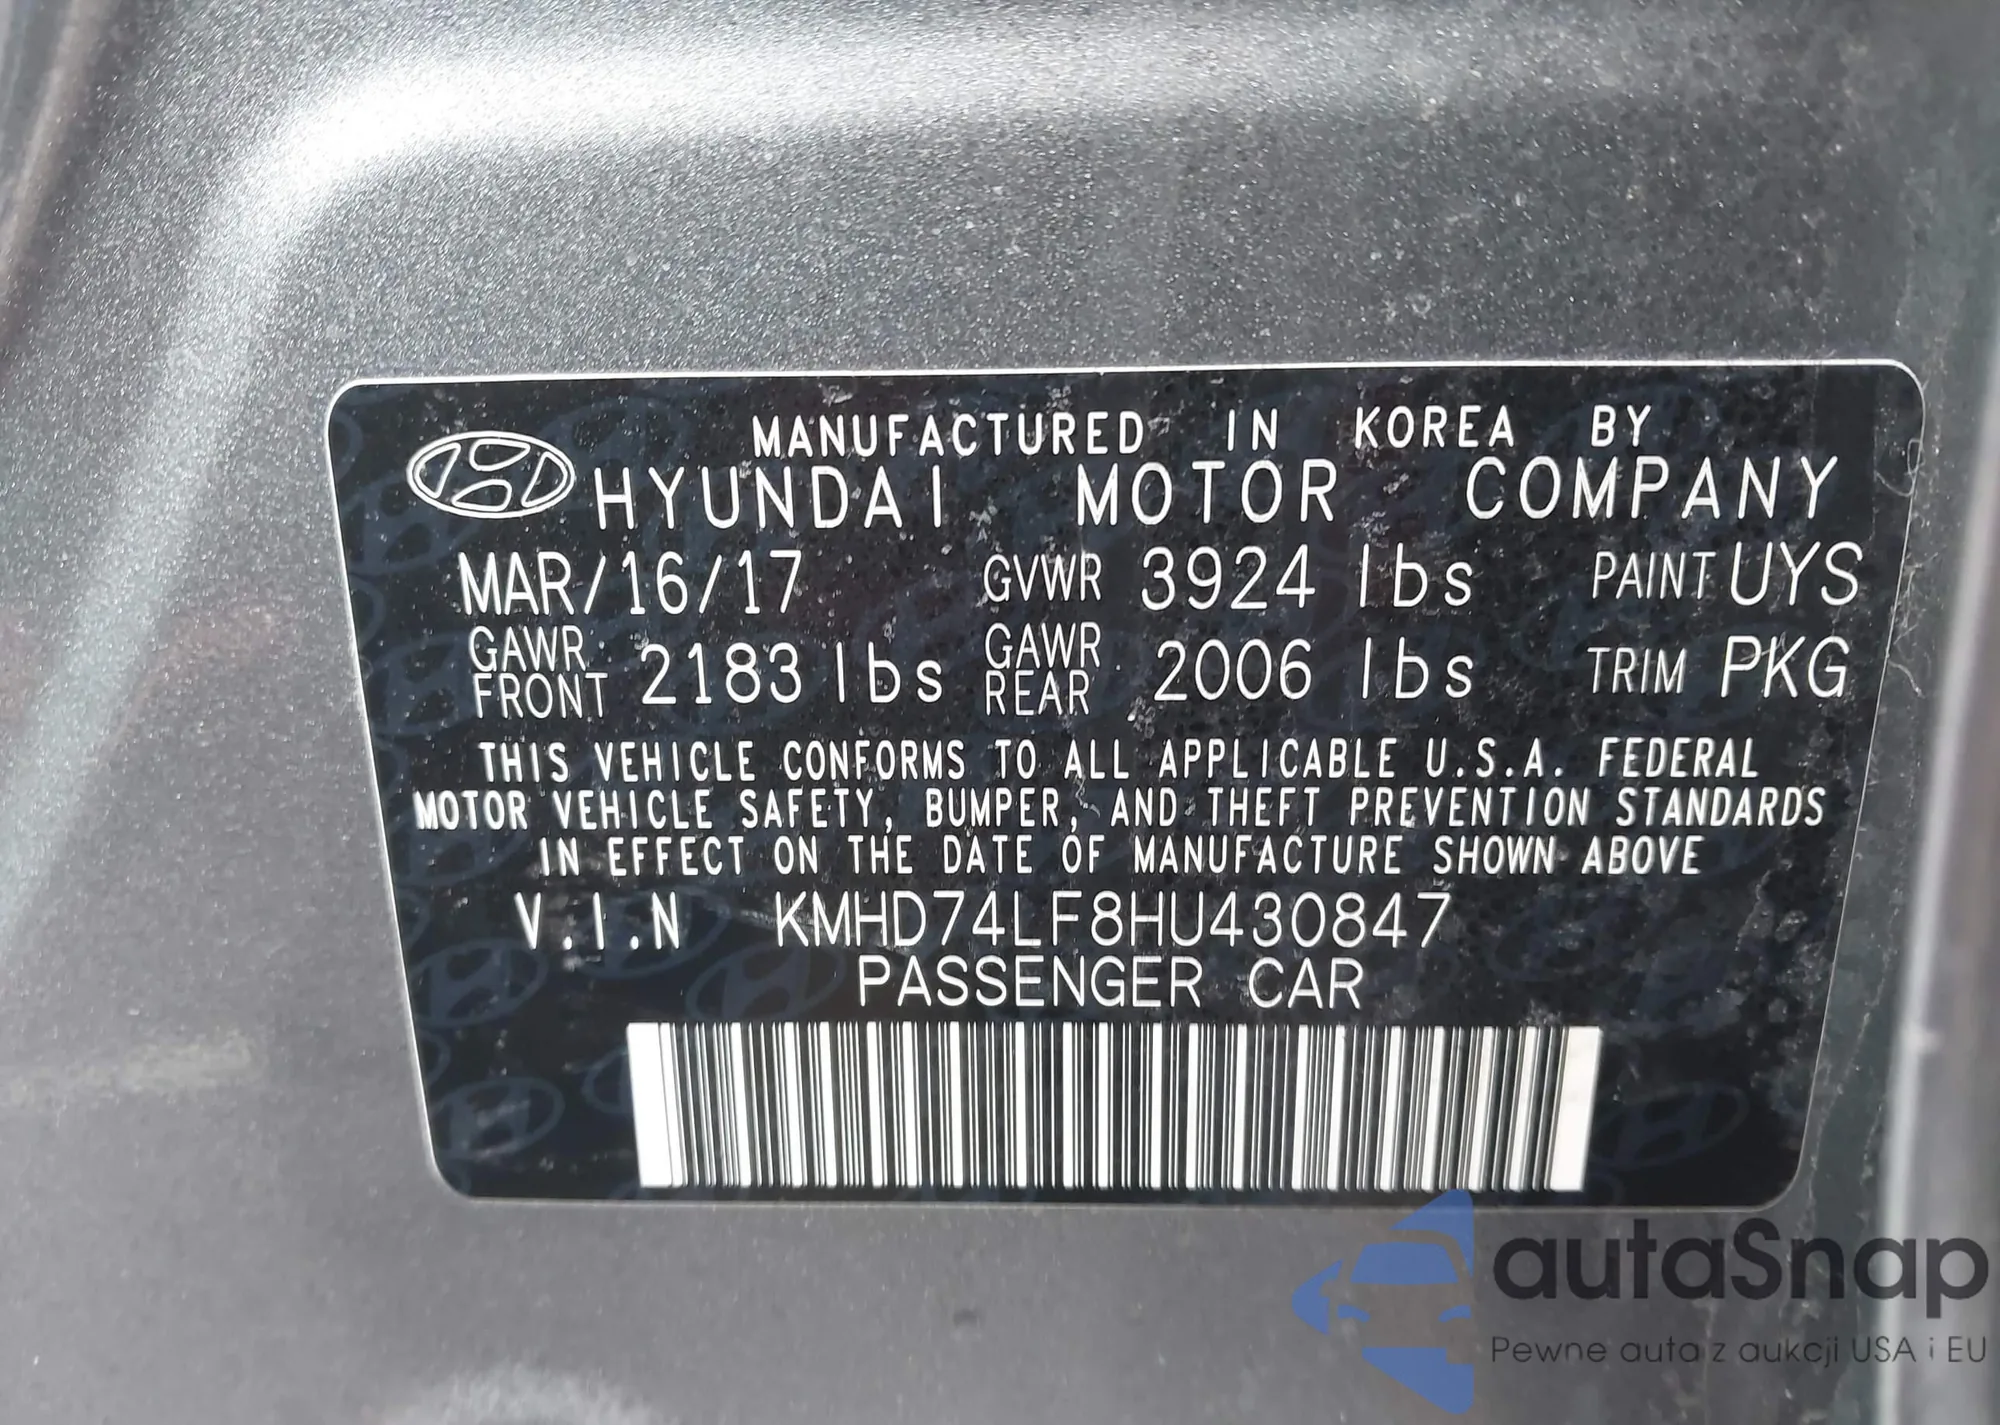 MANUFACTURED IN KOREA BY
HYUNDAI MOTOR COMPANY
MAR/16/17 GVWR 3924 lbs PAINT UYS
GAWR FRONT 2183 lbs GAWR REAR 2006 lbs TRIM PKG
THIS VEHICLE CONFORMS TO ALL APPLICABLE U.S.A. FEDERAL
MOTOR VEHICLE SAFETY, BUMPER, AND THEFT PREVENTION STANDARDS
IN EFFECT ON THE DATE OF MANUFACTURE SHOWN ABOVE
V.I.N KMHD74LF8HU430847
PASSENGER CAR
autaSnap
Pewne auta z aukcji USA i EU